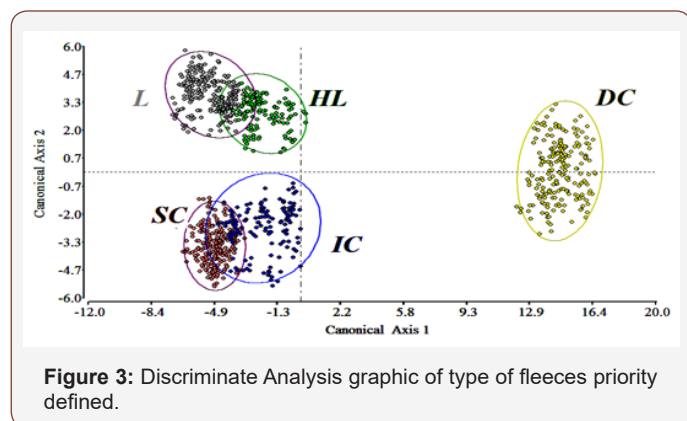 6.0
4.7
3.3
2.0
0.7
-0.7
-2.0
-3.3
-4.7
-6.0
Canonical Axis 2
L
HL
DC
SC
IC
-12.0 -8.4 -4.9 -1.3 2.2 5.8 9.3 12.9 16.4 20.0
Canonical Axis 1
Figure 3: Discriminate Analysis graphic of type of fleeces priority
defined.